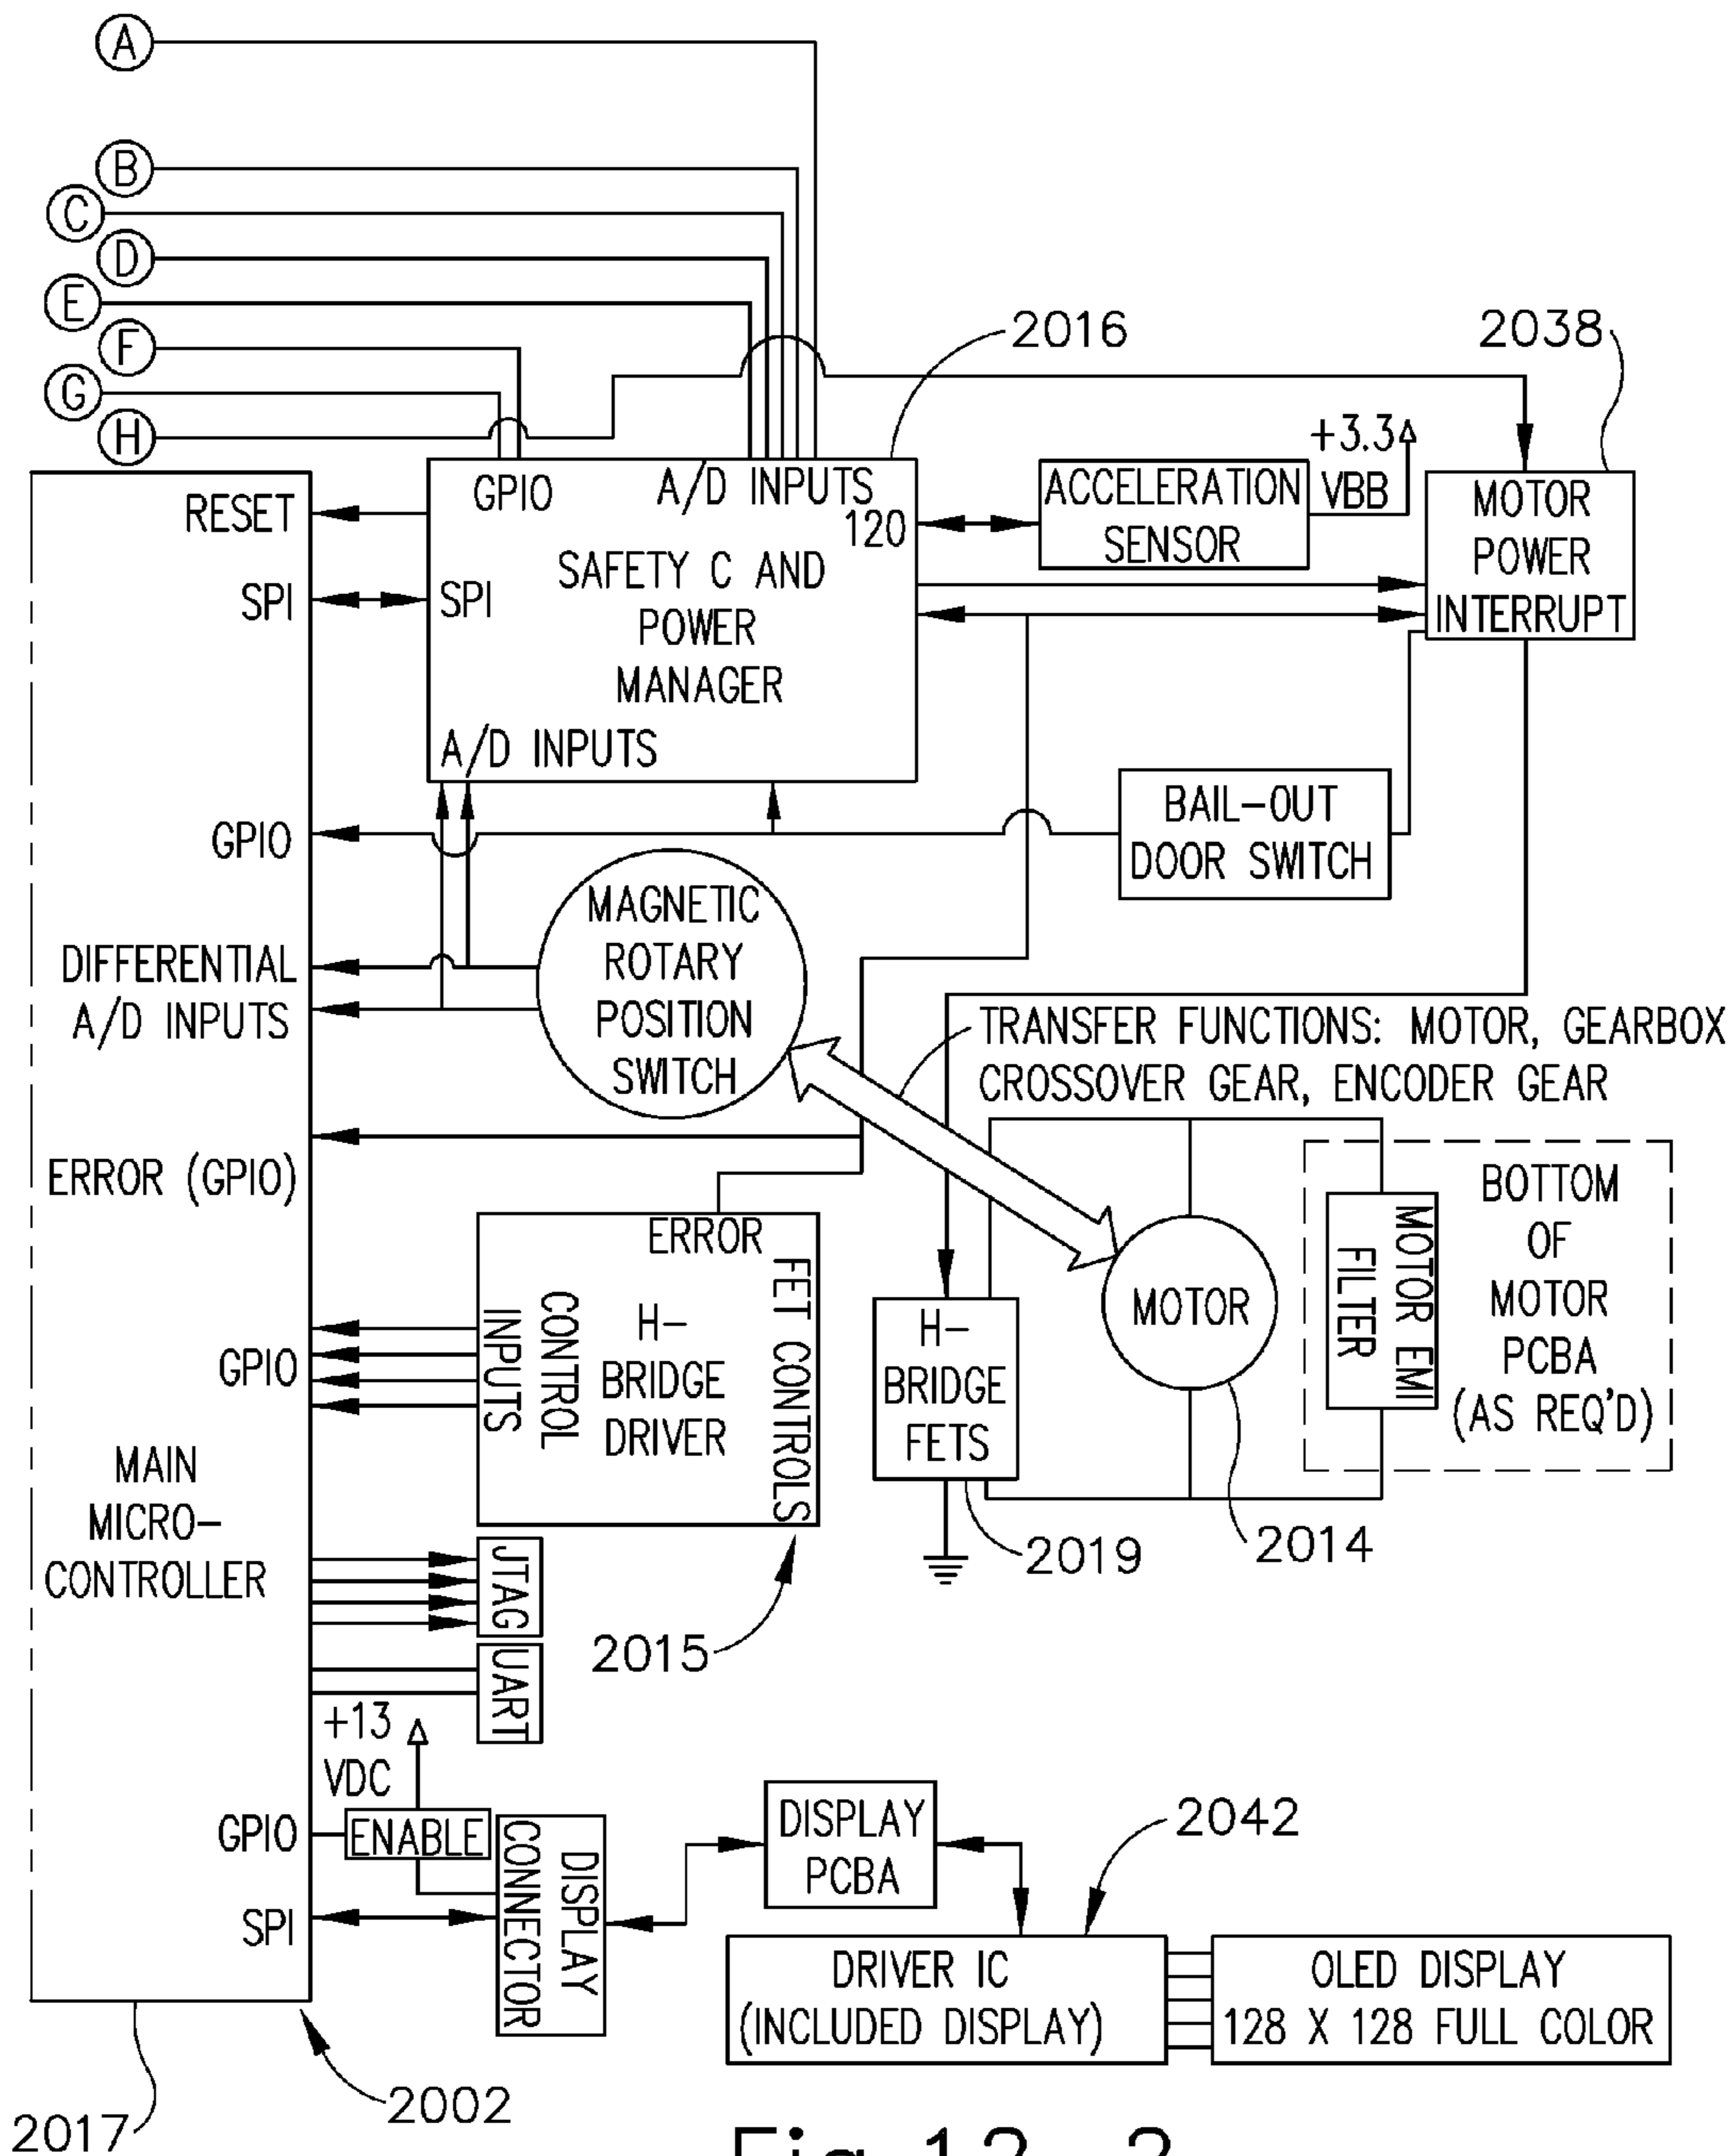 A
B
C
D
E
F
G
H
2016
2038
+3.3
VBB
RESET
SPI
GPIO
DIFFERENTIAL
A/D INPUTS
ERROR (GPIO)
GPIO
MAIN
MICRO-
CONTROLLER
GPIO
SPI
GPIO
A/D INPUTS
120
SPI
SAFETY C AND
POWER
MANAGER
A/D INPUTS
ACCELERATION
SENSOR
MOTOR
POWER
INTERRUPT
BAIL-OUT
DOOR SWITCH
MAGNETIC
ROTARY
POSITION
SWITCH
TRANSFER FUNCTIONS: MOTOR, GEARBOX
CROSSOVER GEAR, ENCODER GEAR
ERROR
CONTROL
INPUTS
H-
BRIDGE
DRIVER
FET CONTROLS
H-
BRIDGE
FETS
MOTOR
MOTOR EMI
FILTER
BOTTOM
OF
MOTOR
PCBA
(AS REQ'D)
2019
2014
2015
JTAG
UART
+13
VDC
ENABLE
DISPLAY
CONNECTOR
DISPLAY
PCBA
2042
DRIVER IC
(INCLUDED DISPLAY)
OLED DISPLAY
128 X 128 FULL COLOR
2002
2017